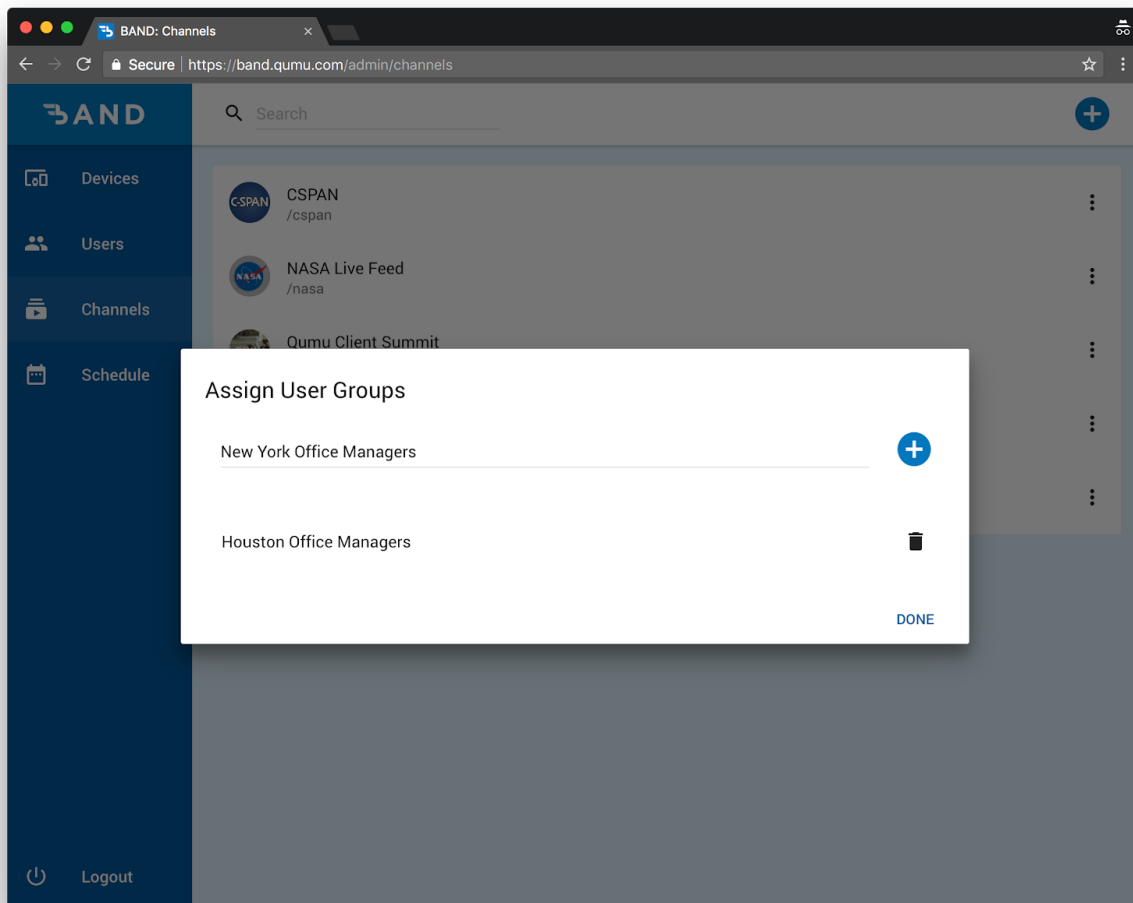 BAND: Channels
Secure | https://band.qumu.com/admin/channels
BAND
Search
Devices
Users
Channels
Schedule
Logout
C-SPAN
CSPAN
/cspan
NASA
NASA Live Feed
/nasa
Qumu Client Summit
Assign User Groups
New York Office Managers
Houston Office Managers
DONE